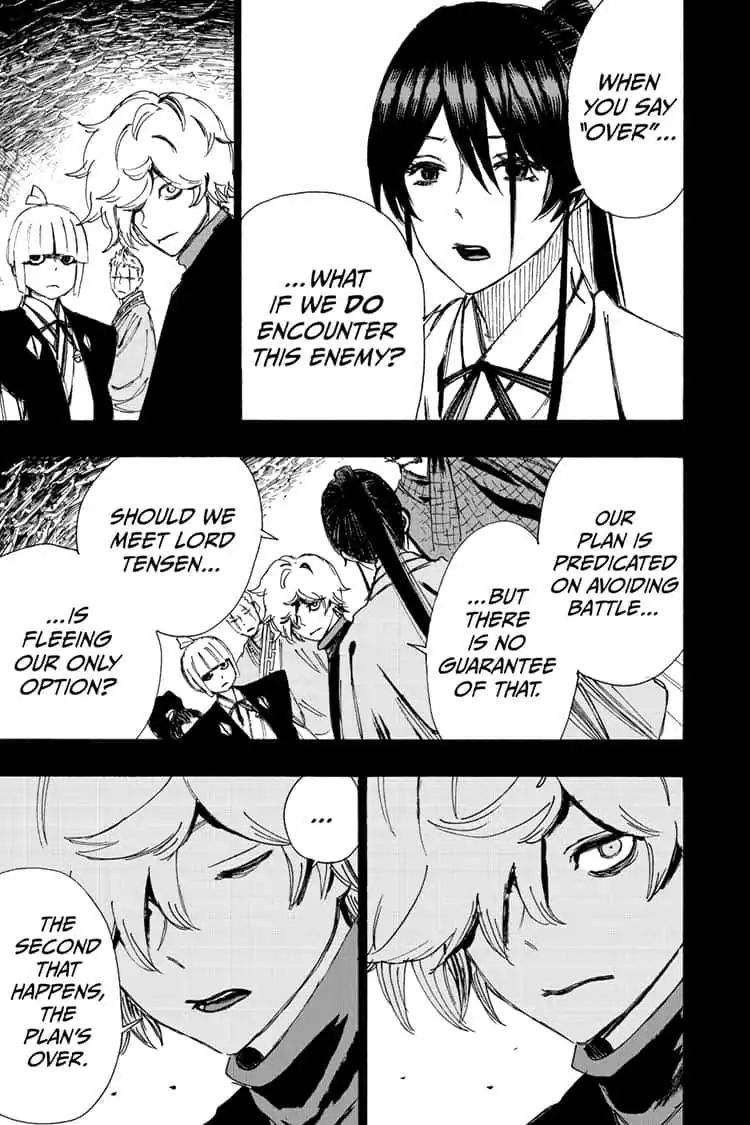 WHEN
YOU SAY
"OVER"...
...WHAT
IF WE DO
ENCOUNTER
THIS ENEMY?
OUR
PLAN IS
PREDICATED
ON AVOIDING
BATTLE...
...BUT
THERE
IS NO
GUARANTEE
OF THAT.
SHOULD WE
MEET LORD
TENSEN...
...IS
FLEEING
OUR ONLY
OPTION?
...
THE
SECOND
THAT
HAPPENS,
THE
PLAN'S
OVER.